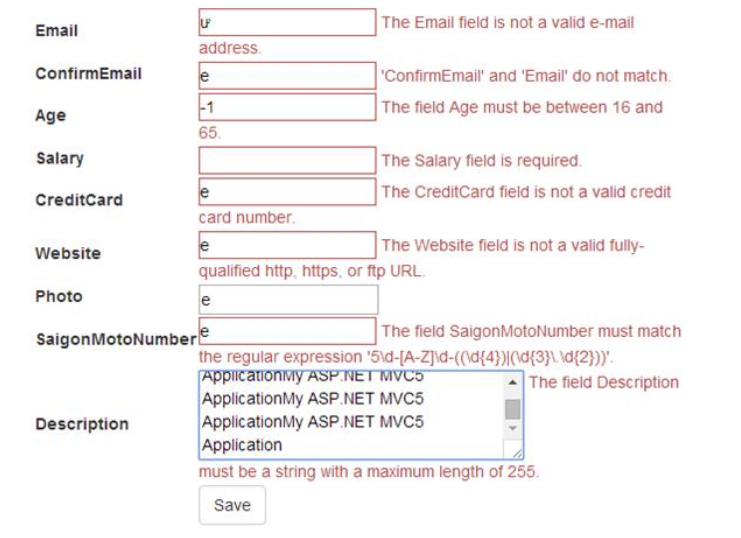 Email ư The Email field is not a valid e-mail
address.
ConfirmEmail e 'ConfirmEmail' and 'Email' do not match.
Age -1 The field Age must be between 16 and
65.
Salary The Salary field is required.
CreditCard e The CreditCard field is not a valid credit
card number.
Website e The Website field is not a valid fully-
qualified http, https, or ftp URL.
Photo e
SaigonMotoNumber e The field SaigonMotoNumber must match
the regular expression '5\d-[A-Z]\d-((\d{4})|(\d{3}\.\d{2}))'.
ApplicationMy ASP.NET MVC5 The field Description
ApplicationMy ASP.NET MVC5
Description ApplicationMy ASP.NET MVC5
Application
must be a string with a maximum length of 255.
Save